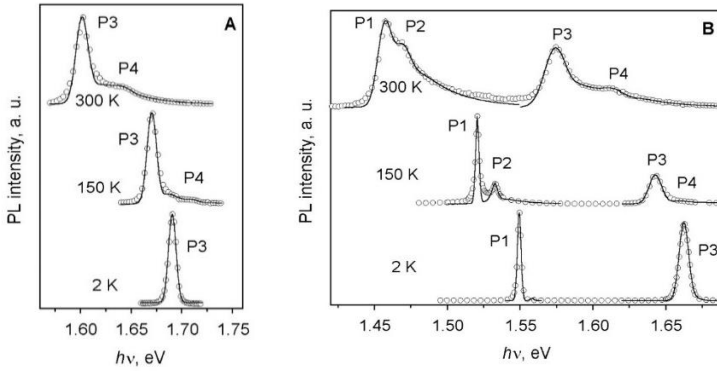 A
P3
P4
300 K
P3
P4
150 K
P3
2 K
PL intensity, a. u.
1.60 1.65 1.70 1.75
hν, eV
B
P1
P2
P3
P4
300 K
P1
P2
P3
P4
150 K
P1
P3
2 K
PL intensity, a. u.
1.45 1.50 1.55 1.60 1.65
hν, eV